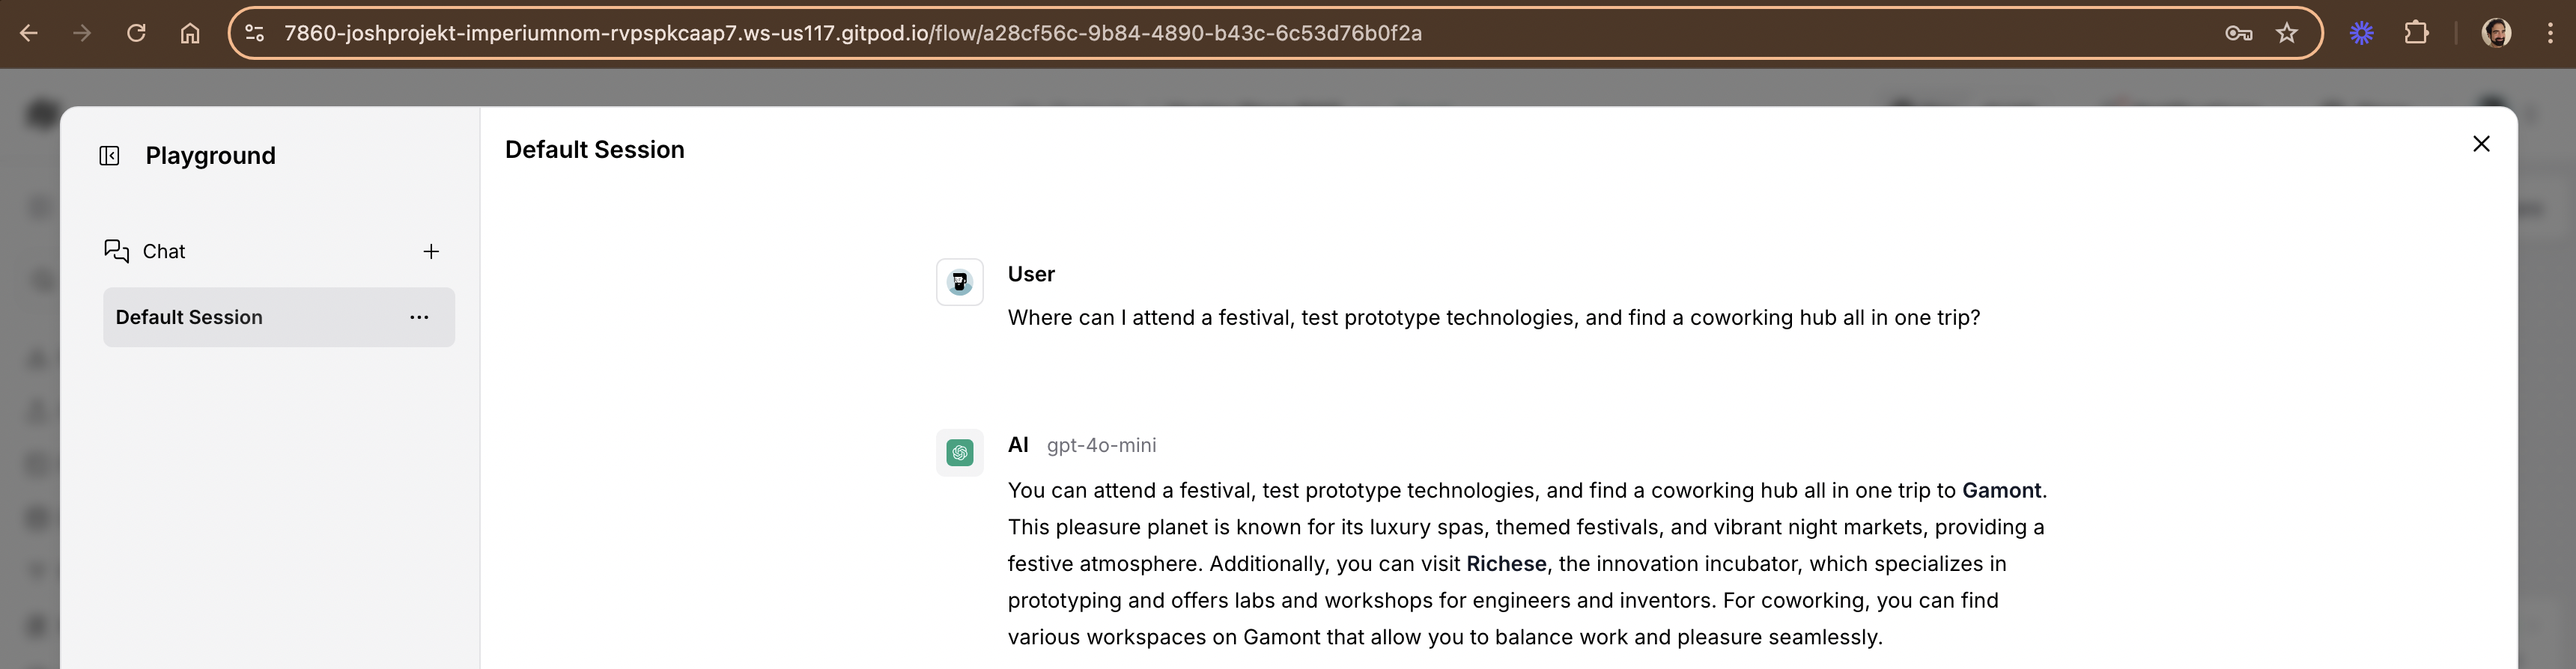 7860-joshprojekt-imperiumnom-rvpspkcaap7.ws-us117.gitpod.io/flow/a28cf56c-9b84-4890-b43c-6c53d76b0f2a
Playground
Default Session
Chat
Default Session
User
Where can I attend a festival, test prototype technologies, and find a coworking hub all in one trip?
AI gpt-4o-mini
You can attend a festival, test prototype technologies, and find a coworking hub all in one trip to Gamont.
This pleasure planet is known for its luxury spas, themed festivals, and vibrant night markets, providing a
festive atmosphere. Additionally, you can visit Richese, the innovation incubator, which specializes in
prototyping and offers labs and workshops for engineers and inventors. For coworking, you can find
various workspaces on Gamont that allow you to balance work and pleasure seamlessly.